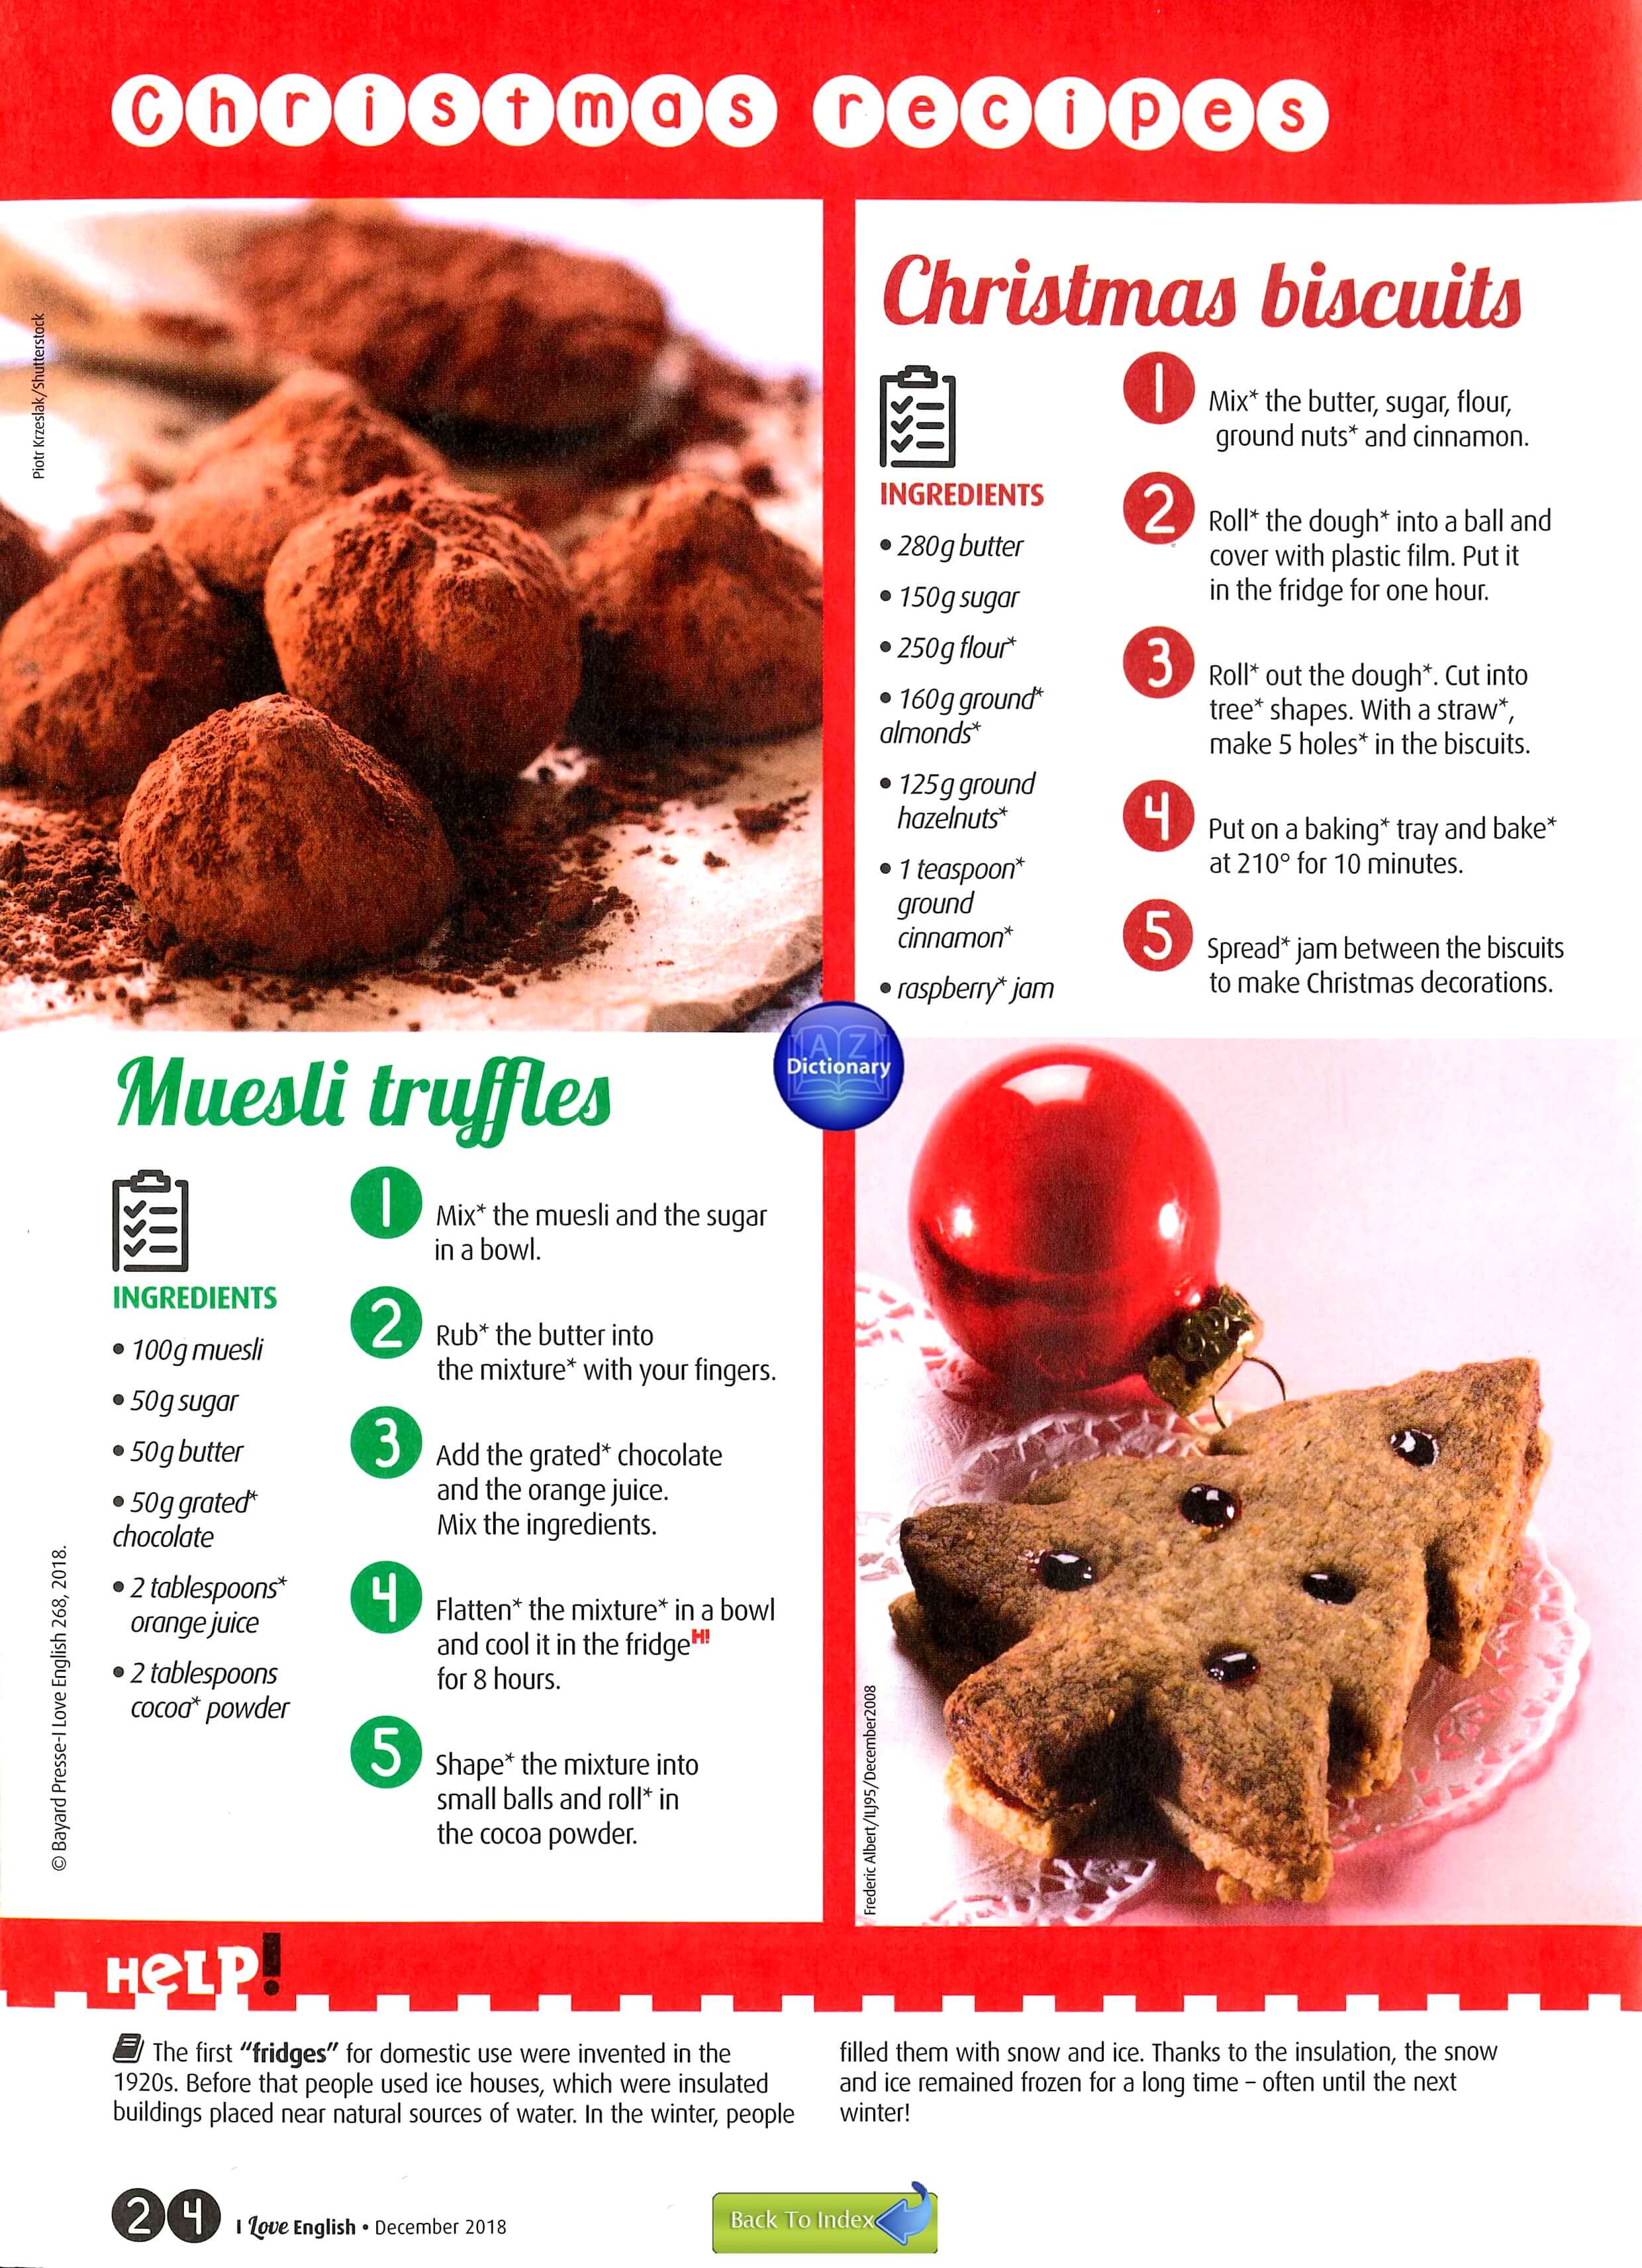 Christmas recipes
Piotr Krzeslak/Shutterstock
Christmas biscuits
INGREDIENTS
• 280g butter
• 150g sugar
• 250g flour*
• 160g ground*
almonds*
• 125g ground
hazelnuts*
• 1 teaspoon*
ground
cinnamon*
• raspberry* jam
1 Mix* the butter, sugar, flour,
ground nuts* and cinnamon.
2 Roll* the dough* into a ball and
cover with plastic film. Put it
in the fridge for one hour.
3 Roll* out the dough*. Cut into
tree* shapes. With a straw*,
make 5 holes* in the biscuits.
4 Put on a baking* tray and bake*
at 210° for 10 minutes.
5 Spread* jam between the biscuits
to make Christmas decorations.
A Z
Dictionary
Muesli truffles
INGREDIENTS
• 100g muesli
• 50g sugar
• 50g butter
• 50g grated*
chocolate
• 2 tablespoons*
orange juice
• 2 tablespoons
cocoa* powder
1 Mix* the muesli and the sugar
in a bowl.
2 Rub* the butter into
the mixture* with your fingers.
3 Add the grated* chocolate
and the orange juice.
Mix the ingredients.
4 Flatten* the mixture* in a bowl
and cool it in the fridge H!
for 8 hours.
5 Shape* the mixture into
small balls and roll* in
the cocoa powder.
© Bayard Presse-I Love English 268, 2018.
Frederic Albert/ILJ95/December2008
HELP!
The first “fridges” for domestic use were invented in the
1920s. Before that people used ice houses, which were insulated
buildings placed near natural sources of water. In the winter, people
filled them with snow and ice. Thanks to the insulation, the snow
and ice remained frozen for a long time – often until the next
winter!
24 I Love English • December 2018
Back To Index